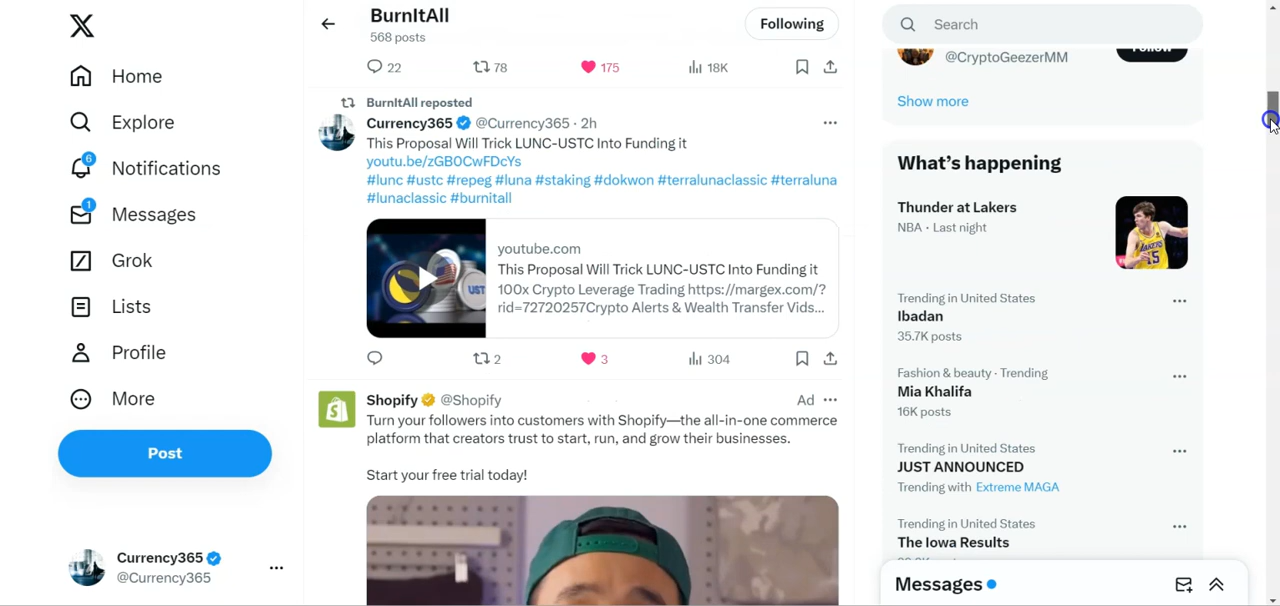 Home
Explore
6
Notifications
1
Messages
Grok
Lists
Profile
More
Post
Currency365
@Currency365
BurnItAll
568 posts
Following
22 78 175 18K
BurnItAll reposted
Currency365 @Currency365 · 2h
This Proposal Will Trick LUNC-USTC Into Funding it
youtu.be/zGB0CwFDcYs
#lunc #ustc #repeg #luna #staking #dokwon #terralunaclassic #terraluna
#lunaclassic #burnitall
youtube.com
This Proposal Will Trick LUNC-USTC Into Funding it
100x Crypto Leverage Trading https://margex.com/?
rid=72720257Crypto Alerts & Wealth Transfer Vids...
2 3 304
Shopify @Shopify Ad
Turn your followers into customers with Shopify—the all-in-one commerce
platform that creators trust to start, run, and grow their businesses.
Start your free trial today!
Search
@CryptoGeezerMM
Follow
Show more
What's happening
Thunder at Lakers
NBA · Last night
Trending in United States
Ibadan
35.7K posts
Fashion & beauty · Trending
Mia Khalifa
16K posts
Trending in United States
JUST ANNOUNCED
Trending with Extreme MAGA
Trending in United States
The Iowa Results
Messages